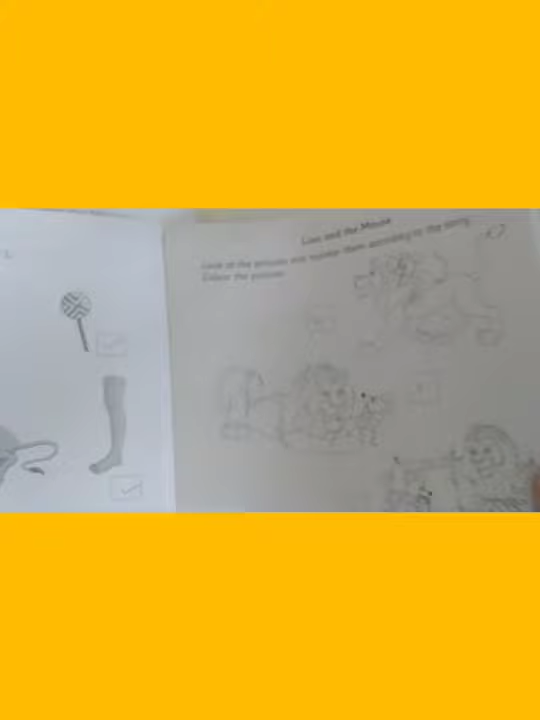 Lion and the Mouse
Look at the pictures and number them according to the story.
Colour the pictures.